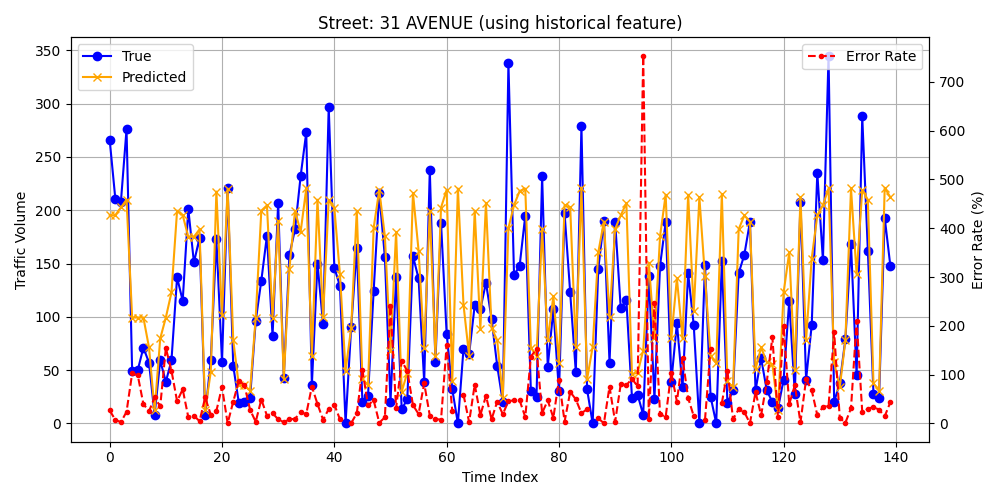 Street: 31 AVENUE (using historical feature)
True
Predicted
Error Rate
350
300
250
200
150
100
50
0
Traffic Volume
700
600
500
400
300
200
100
0
Error Rate (%)
0 20 40 60 80 100 120 140
Time Index